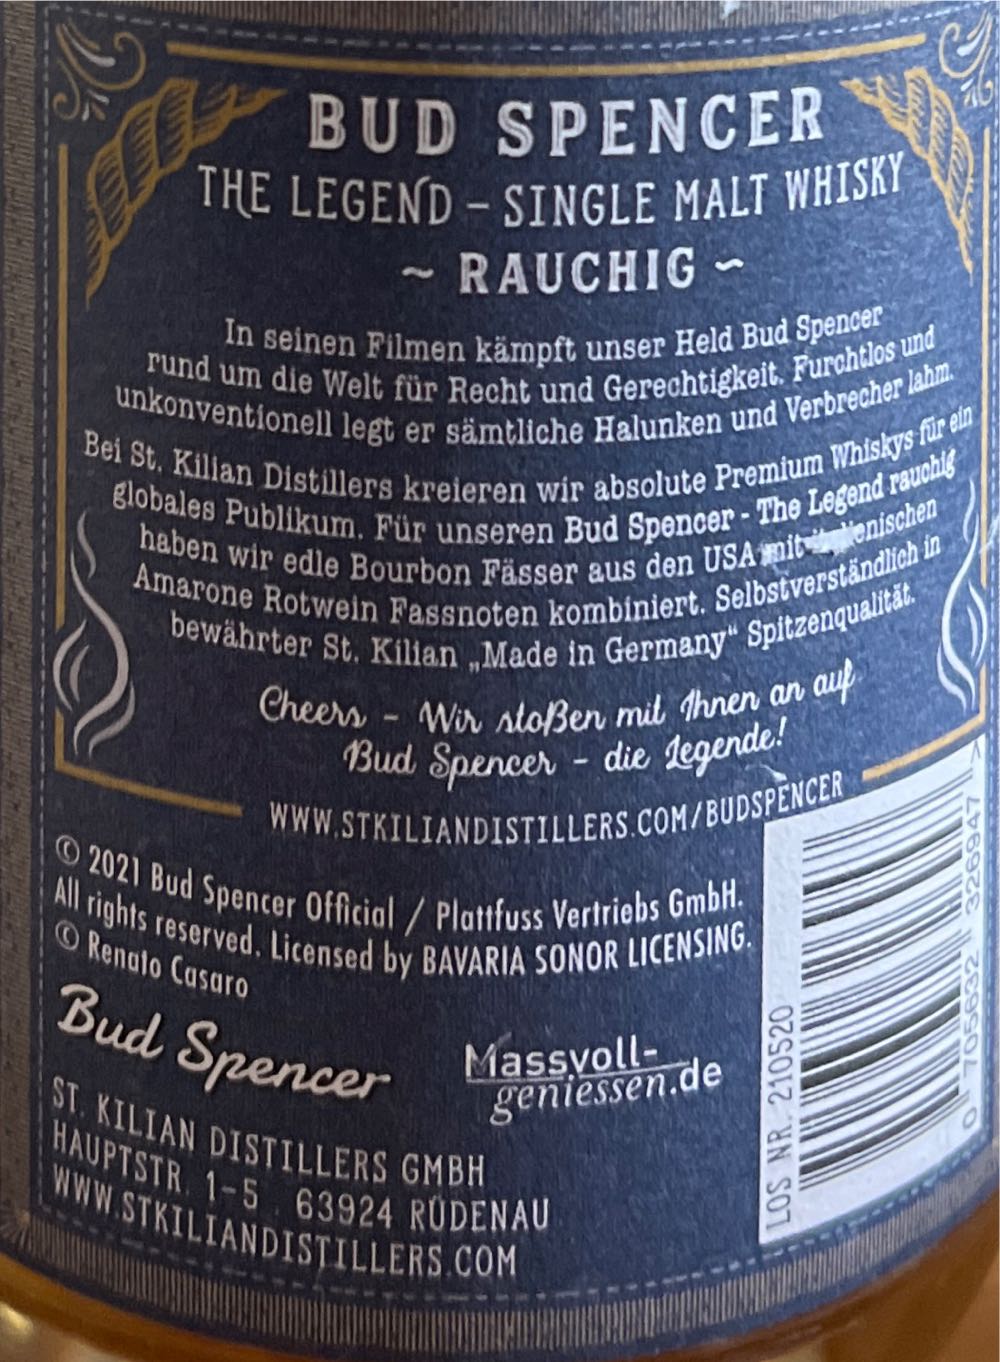 BUD SPENCER
THE LEGEND – SINGLE MALT WHISKY
~ RAUCHIG ~
In seinen Filmen kämpft unser Held Bud Spencer
rund um die Welt für Recht und Gerechtigkeit. Furchtlos und
unkonventionell legt er sämtliche Halunken und Verbrecher lahm.
Bei St. Kilian Distillers kreieren wir absolute Premium Whiskys für ein
globales Publikum. Für unseren Bud Spencer - The Legend rauchig
haben wir edle Bourbon Fässer aus den USA mit italienischen
Amarone Rotwein Fassnoten kombiniert. Selbstverständlich in
bewährter St. Kilian „Made in Germany“ Spitzenqualität.
Cheers – Wir stoßen mit Ihnen an auf
Bud Spencer – die Legende!
WWW.STKILIANDISTILLERS.COM/BUDSPENCER
© 2021 Bud Spencer Official / Plattfuss Vertriebs GmbH.
All rights reserved. Licensed by BAVARIA SONOR LICENSING.
© Renato Casaro
Bud Spencer
Massvoll-
geniessen.de
ST. KILIAN DISTILLERS GMBH
HAUPTSTR. 1-5 . 63924 RÜDENAU
WWW.STKILIANDISTILLERS.COM
LOS NR. 210520
0 705632 326947 >